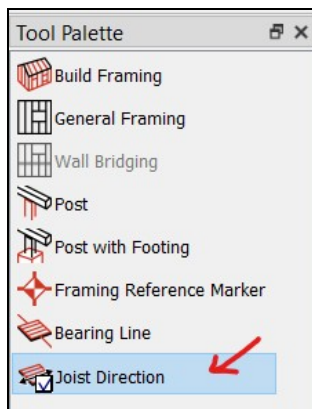 Tool Palette
Build Framing
General Framing
Wall Bridging
Post
Post with Footing
Framing Reference Marker
Bearing Line
Joist Direction